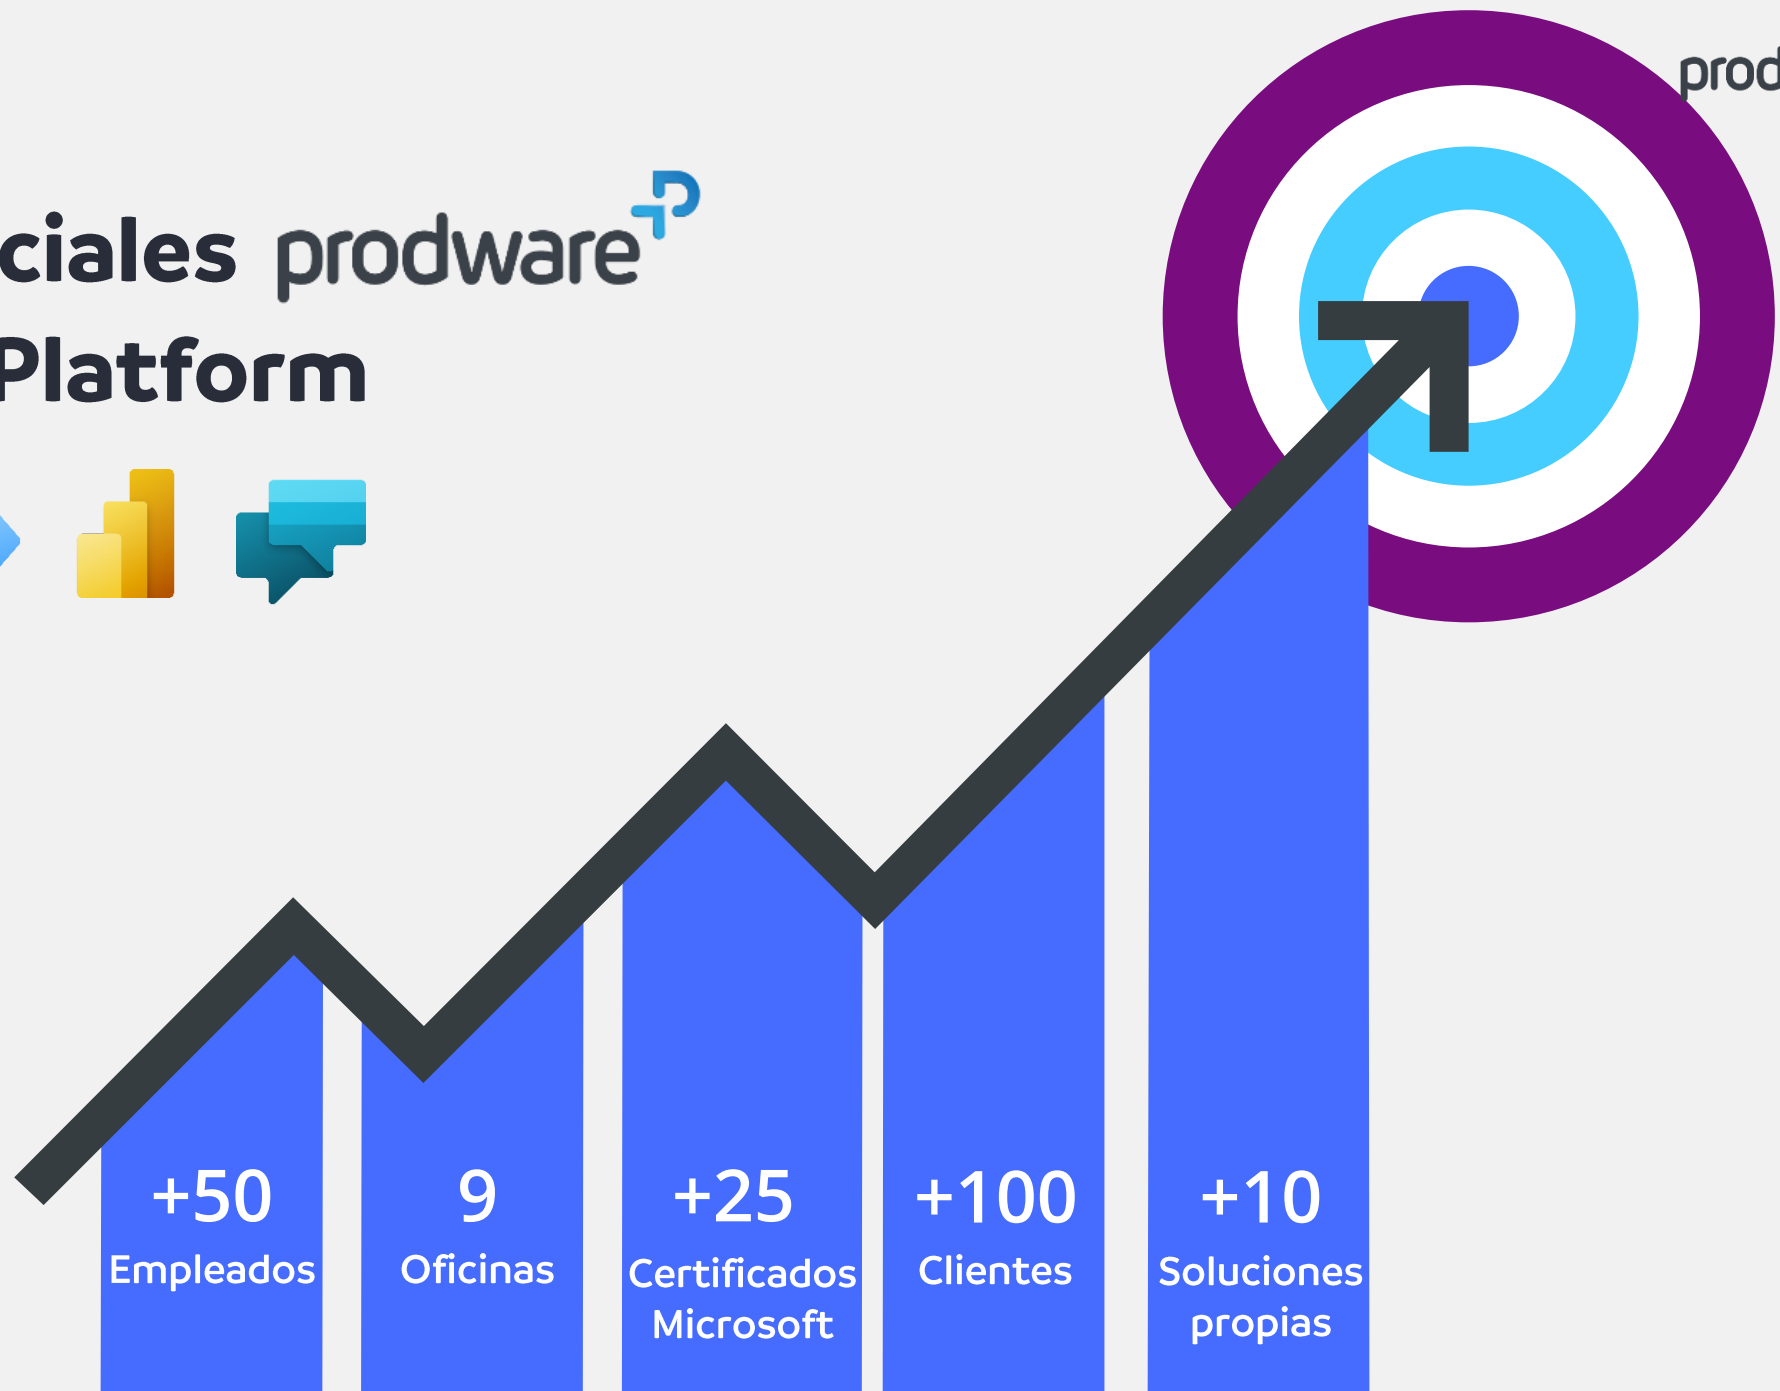 prod
ciales prodware
Platform
+50
Empleados
9
Oficinas
+25
Certificados
Microsoft
+100
Clientes
+10
Soluciones
propias